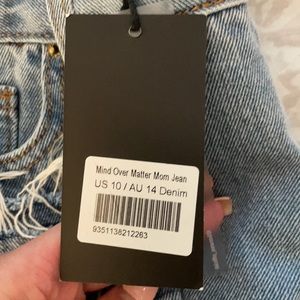 Mind Over Matter Mom Jean
US 10 / AU 14 Denim
9351138212263